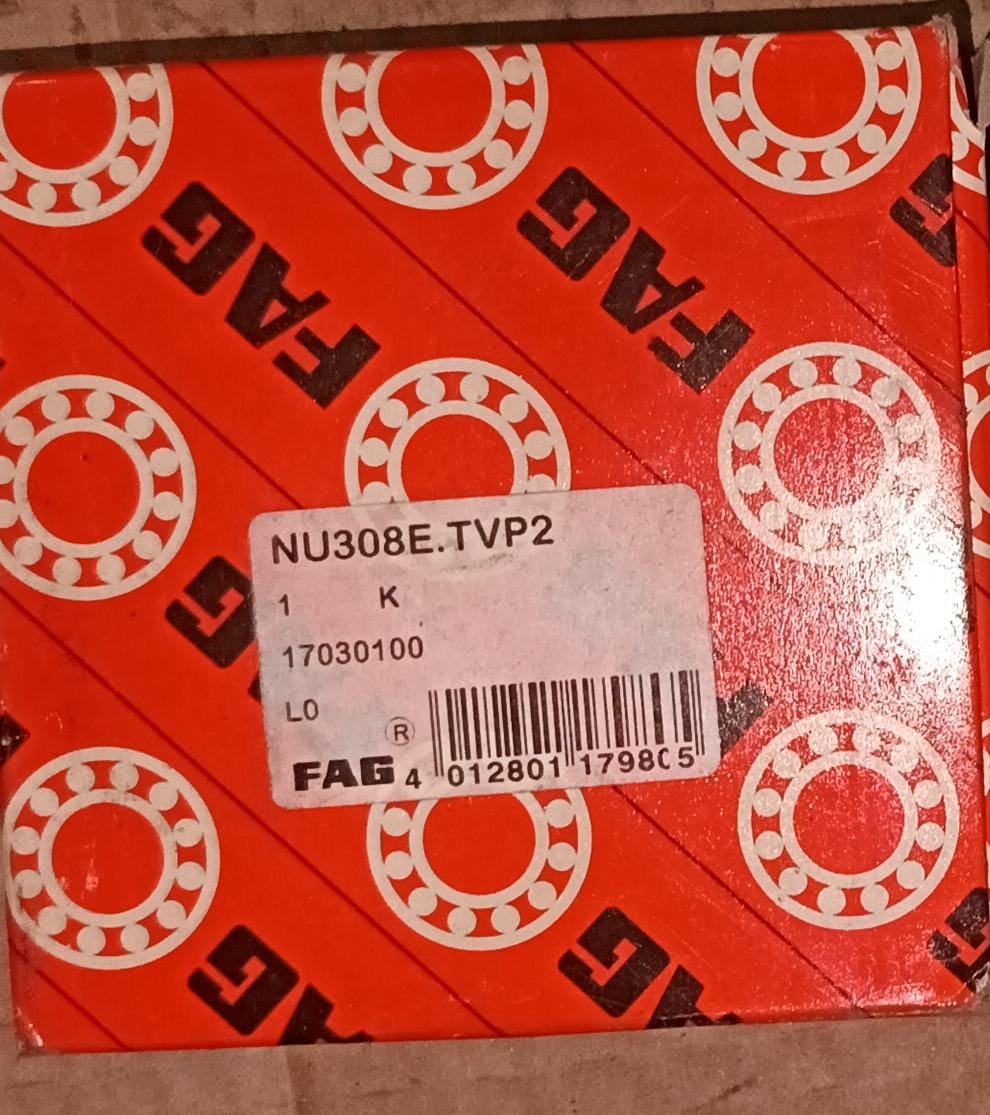 FAG
FAG
NU308E.TVP2
1 K
17030100
L0
®
FAG 4 012801 179805
FAG
FAG